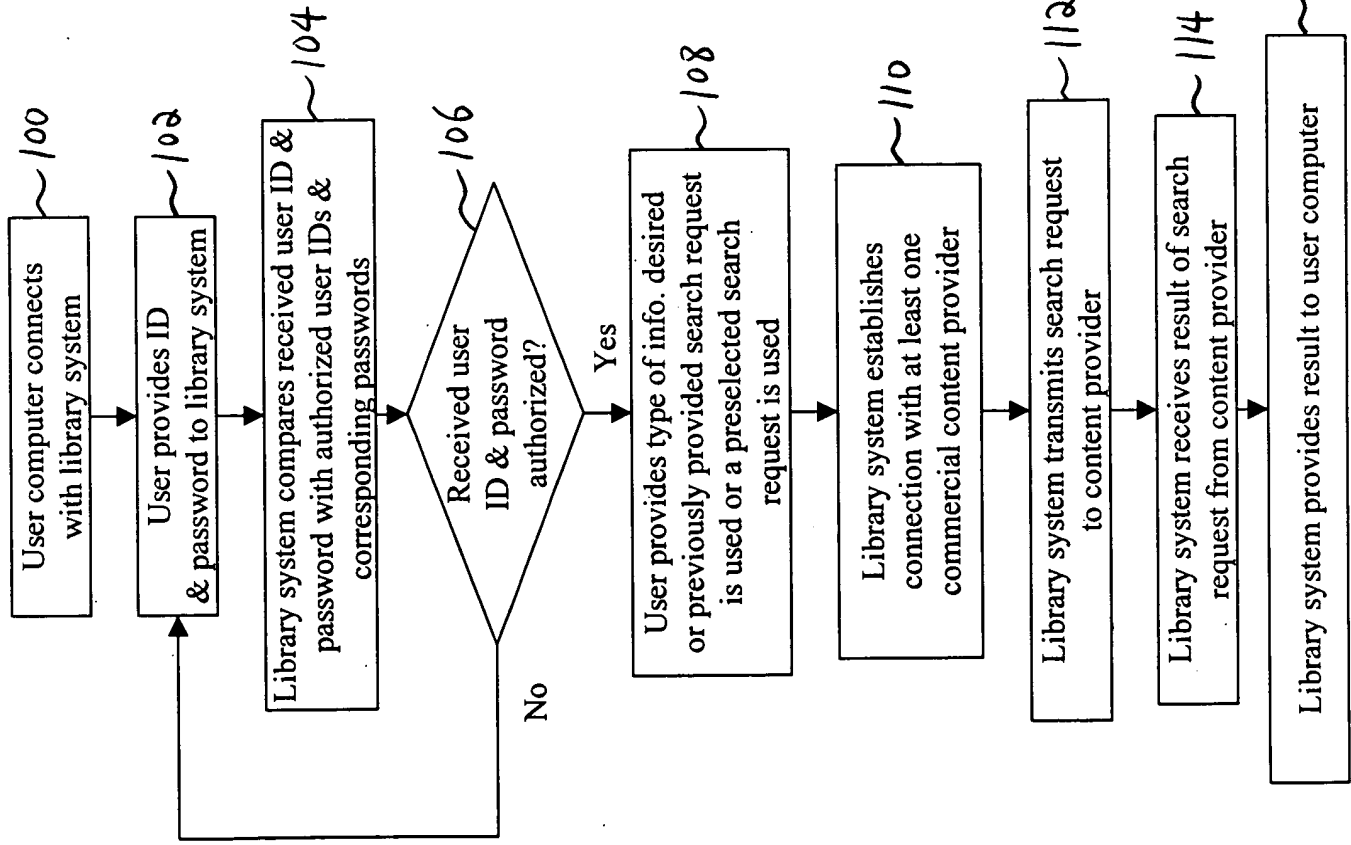 User computer connects
with library system
100
User provides ID
& password to library system
102
Library system compares received user ID &
password with authorized user IDs &
corresponding passwords
104
Received user
ID & password
authorized?
106
No
Yes
User provides type of info. desired
or previously provided search request
is used or a preselected search
request is used
108
Library system establishes
connection with at least one
commercial content provider
110
Library system transmits search request
to content provider
112
Library system receives result of search
request from content provider
114
Library system provides result to user computer